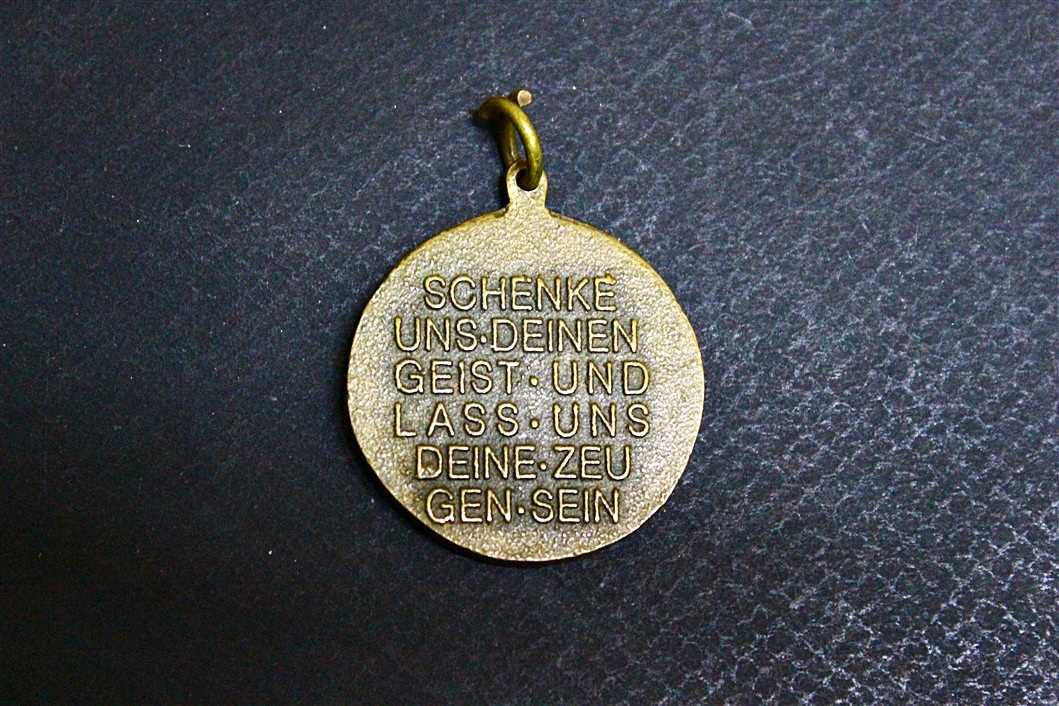 SCHENKE
UNS·DEINEN
GEIST·UND
LASS·UNS
DEINE·ZEU
GEN·SEIN